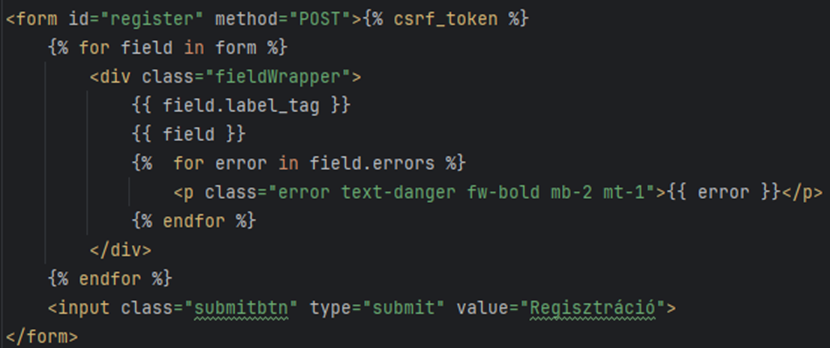 <form id="register" method="POST">{% csrf_token %}
    {% for field in form %}
        <div class="fieldWrapper">
            {{ field.label_tag }}
            {{ field }}
            {%  for error in field.errors %}
                <p class="error text-danger fw-bold mb-2 mt-1">{{ error }}</p>
            {% endfor %}
        </div>
    {% endfor %}
    <input class="submitbtn" type="submit" value="Regisztráció">
</form>